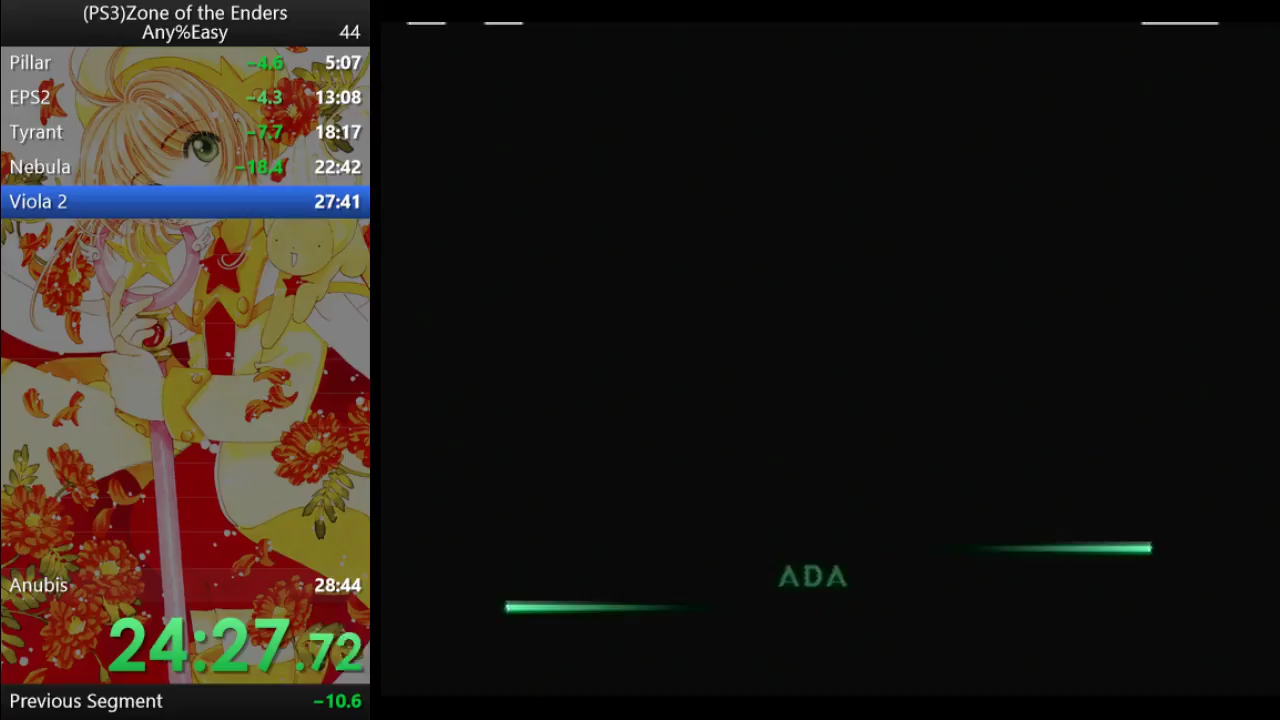 (PS3)Zone of the Enders
Any%Easy 44
Pillar −4.6 5:07
EPS2 −4.3 13:08
Tyrant −7.7 18:17
Nebula −18.4 22:42
Viola 2 27:41
Anubis 28:44
24:27.72
Previous Segment −10.6
ADA